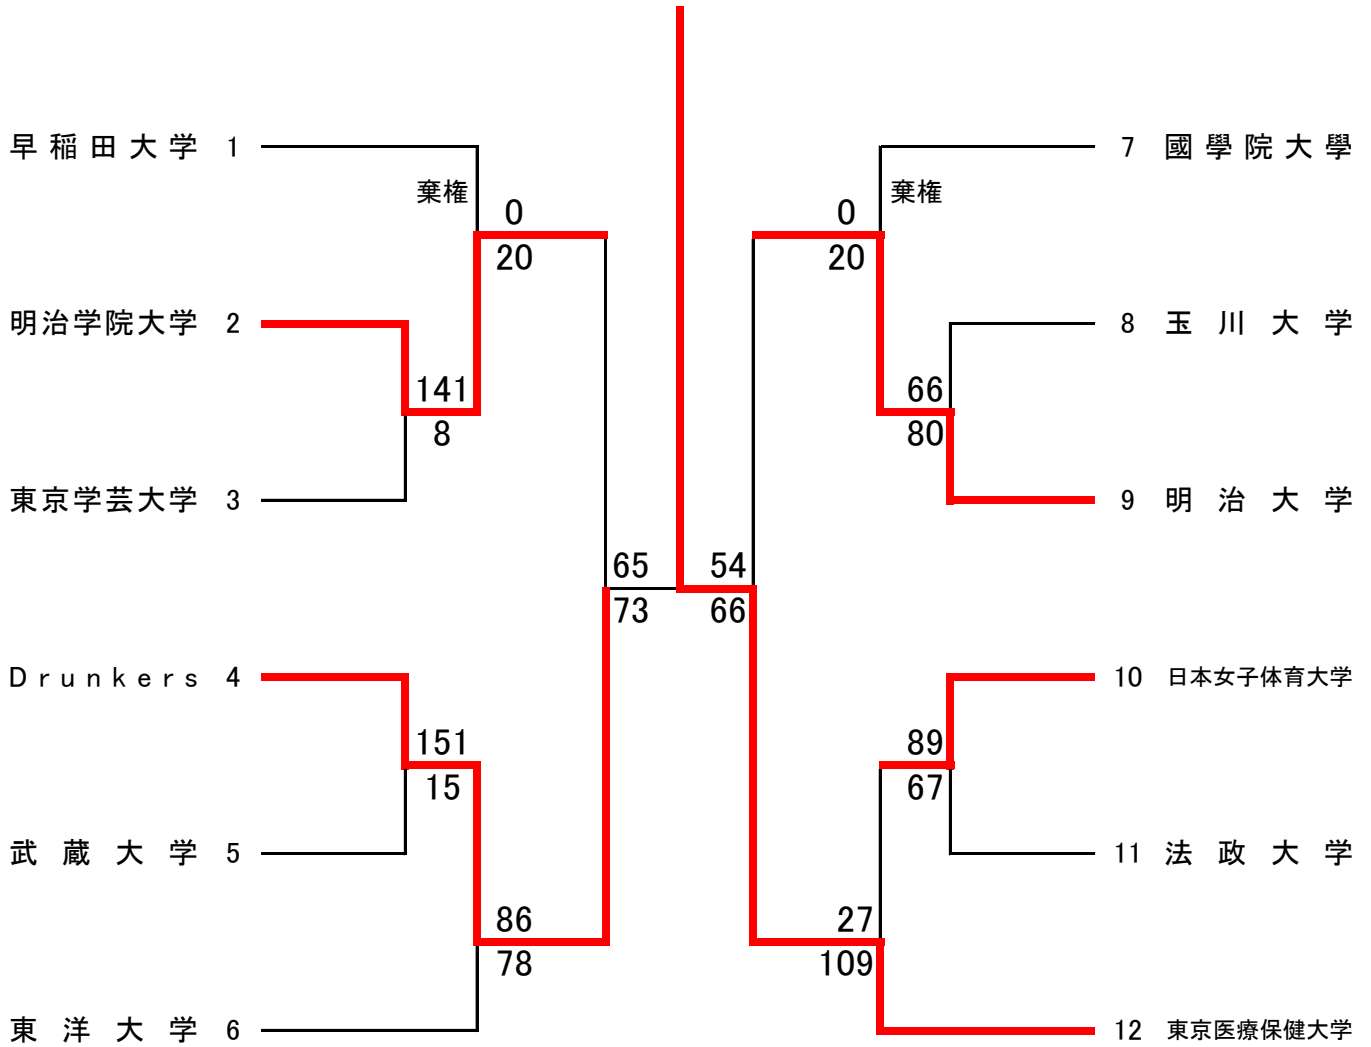 早稲田大学 1
棄権
0
20
明治学院大学 2
141
8
東京学芸大学 3
65
73
Drunkers 4
151
15
武蔵大学 5
86
78
東洋大学 6
7 國學院大學
棄権
0
20
8 玉川大学
66
80
9 明治大学
54
66
10 日本女子体育大学
89
67
11 法政大学
27
109
12 東京医療保健大学